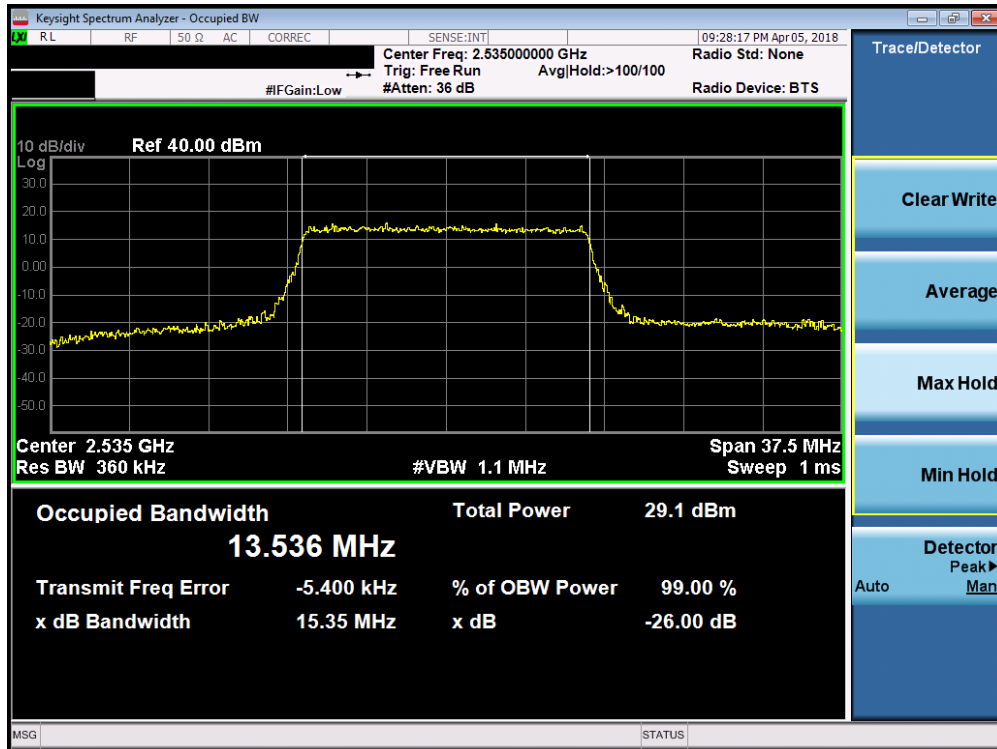 Keysight Spectrum Analyzer - Occupied BW
LXI RL RF 50 Ω AC CORREC SENSE:INT 09:28:17 PM Apr 05, 2018
Center Freq: 2.535000000 GHz Radio Std: None
Trig: Free Run Avg|Hold:>100/100
#IFGain:Low #Atten: 36 dB Radio Device: BTS
Trace/Detector
10 dB/div Ref 40.00 dBm
Log
30.0
20.0
10.0
0.00
-10.0
-20.0
-30.0
-40.0
-50.0
Center 2.535 GHz Span 37.5 MHz
Res BW 360 kHz #VBW 1.1 MHz Sweep 1 ms
Occupied Bandwidth Total Power 29.1 dBm
13.536 MHz
Transmit Freq Error -5.400 kHz % of OBW Power 99.00 %
x dB Bandwidth 15.35 MHz x dB -26.00 dB
Clear Write
Average
Max Hold
Min Hold
Detector
Peak▶
Auto Man
MSG STATUS